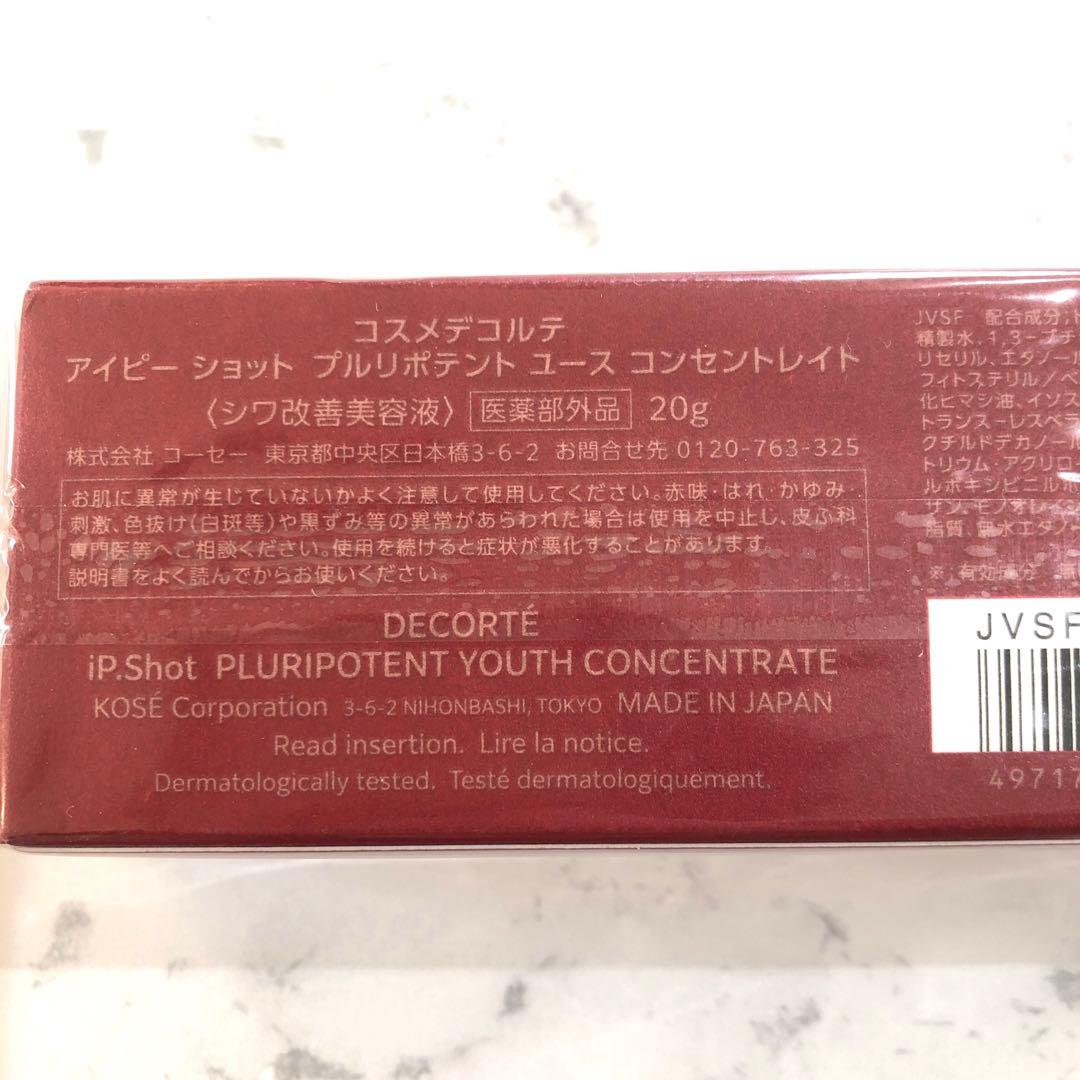 コスメデコルテ
アイピー ショット プルリポテント ユース コンセントレイト
〈シワ改善美容液〉 医薬部外品 20g
株式会社 コーセー 東京都中央区日本橋3-6-2 お問合せ先 0120-763-325
お肌に異常が生じていないかよく注意して使用してください。赤味・はれ・かゆみ・
刺激、色抜け(白斑等)や黒ずみ等の異常があらわれた場合は使用を中止し、皮ふ科
専門医等へご相談ください。使用を続けると症状が悪化することがあります。
説明書をよく読んでからお使いください。
DECORTÉ
iP.Shot PLURIPOTENT YOUTH CONCENTRATE
KOSÉ Corporation 3-6-2 NIHONBASHI, TOKYO MADE IN JAPAN
Read insertion. Lire la notice.
Dermatologically tested. Testé dermatologiquement.
JVSF 配合成分;
精製水、1,3-ブチ
リセリル、エタノール
フィトステリル/ベ
化ヒマシ油、イソス
トランス-レスベ
クチルドデカノール
トリウム・アクリロ
ルボキシビニルポ
サン、モノオレイ
脂質、無水エタノー
※ 有効成分
JVSF
49717